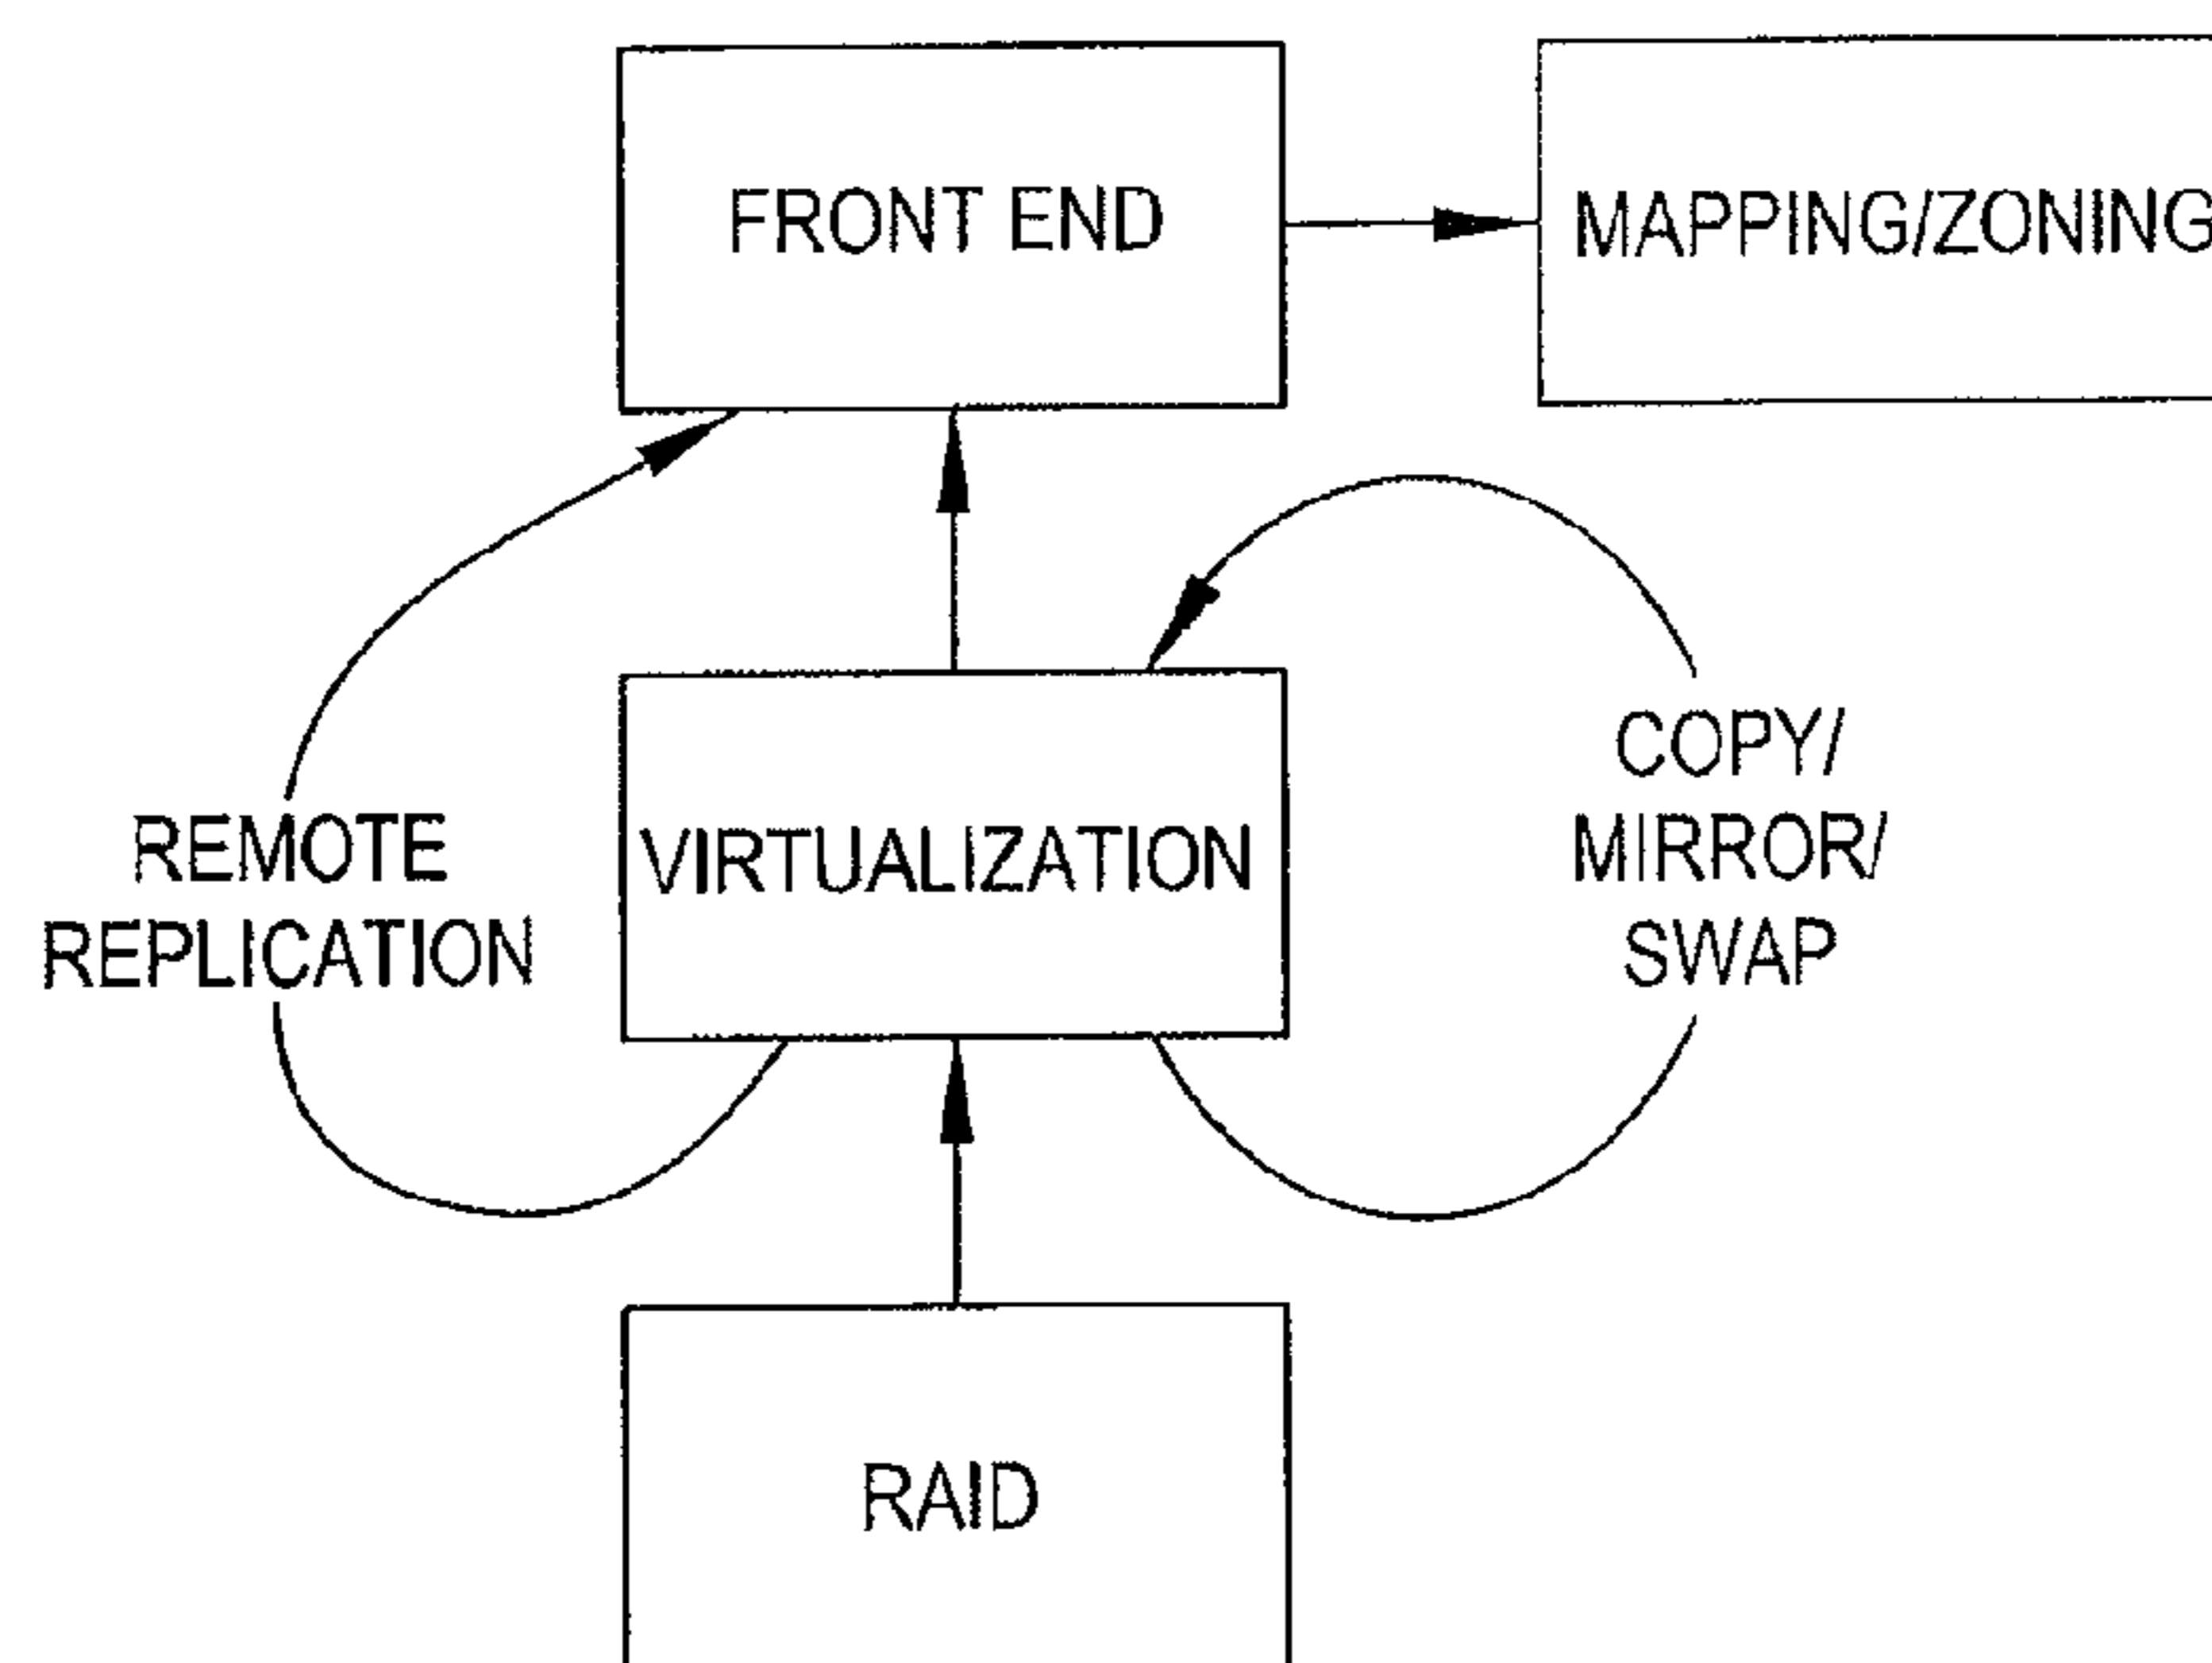 FRONT END
MAPPING/ZONING
COPY/
MIRROR/
SWAP
REMOTE
REPLICATION
VIRTUALIZATION
RAID